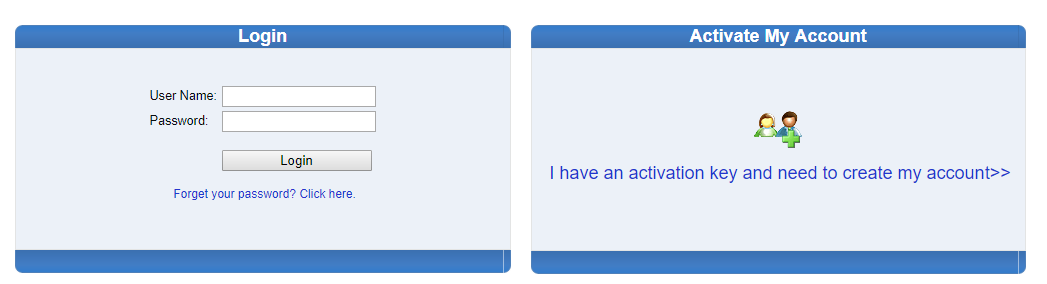 Login
User Name:
Password:
Login
Forget your password? Click here.
Activate My Account
I have an activation key and need to create my account>>